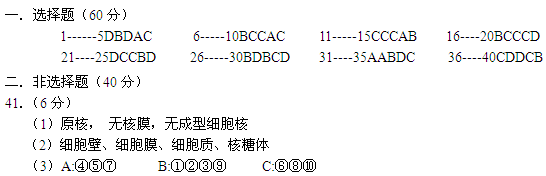 一．选择题（60 分）
1------5DBDAC 6-----10BCCAC 11-----15CCCAB 16----20BCCCD
21----25DCCBD 26-----30BDBCD 31----35AABDC 36----40CDDCB
二．非选择题（40 分）
41．（6 分）
（1）原核， 无核膜，无成型细胞核
（2）细胞壁、细胞膜、细胞质、核糖体
（3）A:④⑤⑦ B:①②③⑨ C:⑥⑧⑩